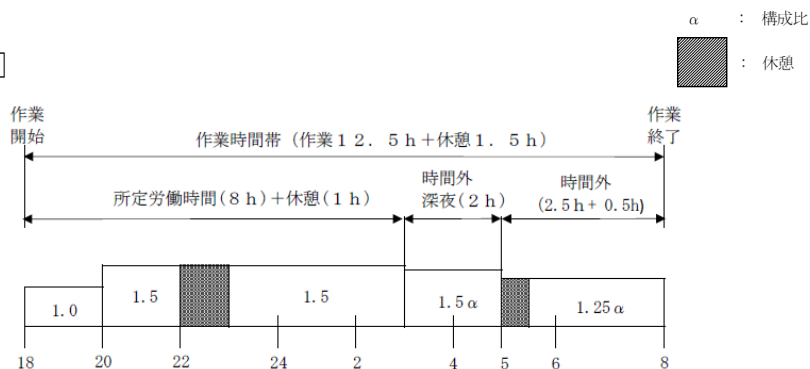 α : 構成比
: 休憩
作業
開始
作業
終了
作業時間帯(作業12.5h+休憩1.5h)
所定労働時間(8h)+休憩(1h)
時間外
深夜(2h)
時間外
(2.5h+ 0.5h)
1.0
1.5
1.5
1.5α
1.25α
18 20 22 24 2 4 5 6 8